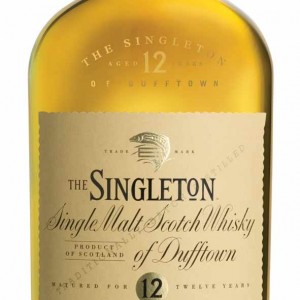 THE SINGLETON
AGED 12 YEARS
OF DUFFTOWN
TRADE MARK
THE SINGLETON
Single Malt Scotch Whisky
PRODUCT OF SCOTLAND
of Dufftown
MATURED FOR TWELVE YEARS
12